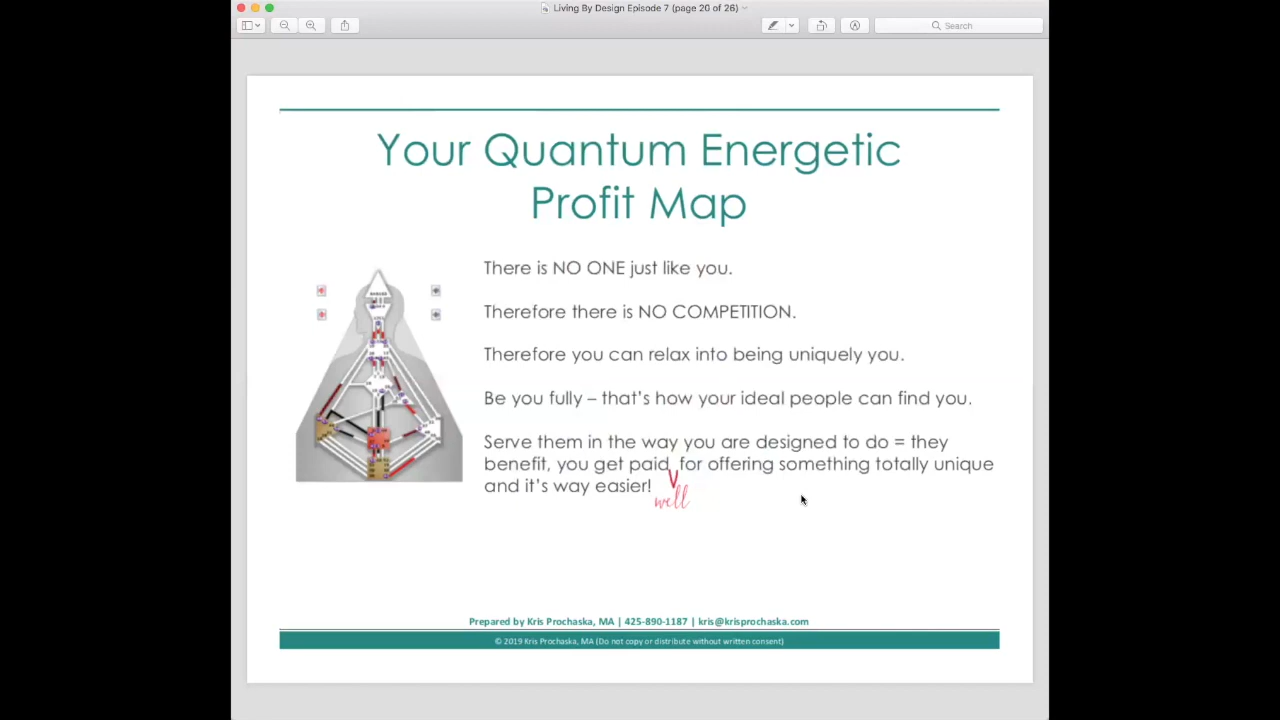 Living By Design Episode 7 (page 20 of 26)
Search
Your Quantum Energetic
Profit Map
There is NO ONE just like you.
Therefore there is NO COMPETITION.
Therefore you can relax into being uniquely you.
Be you fully – that's how your ideal people can find you.
Serve them in the way you are designed to do = they
benefit, you get paid for offering something totally unique
and it's way easier!
well
Prepared by Kris Prochaska, MA | 425-890-1187 | kris@krisprochaska.com
© 2019 Kris Prochaska, MA (Do not copy or distribute without written consent)